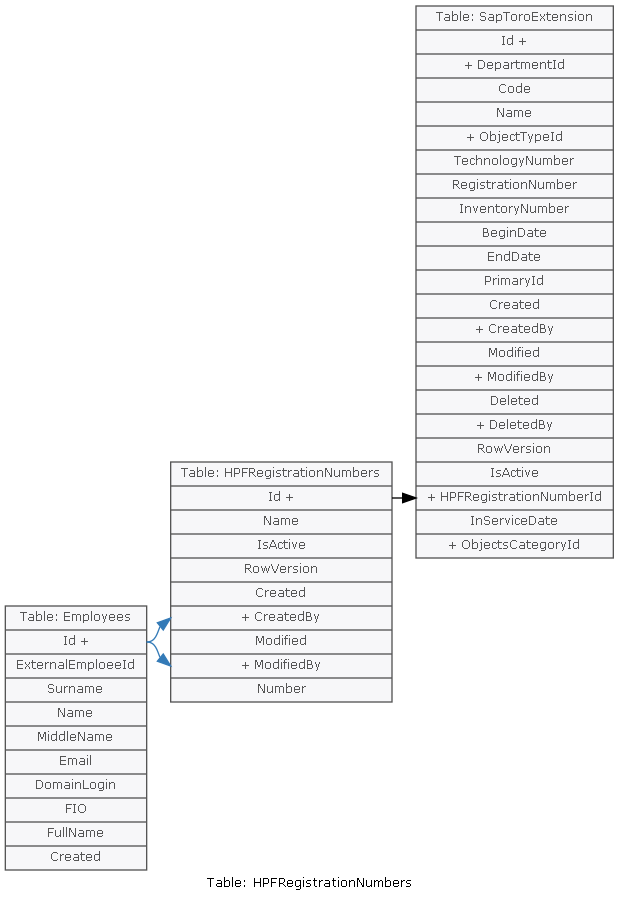 Table: SapToroExtension
Id +
+ DepartmentId
Code
Name
+ ObjectTypeId
TechnologyNumber
RegistrationNumber
InventoryNumber
BeginDate
EndDate
PrimaryId
Created
+ CreatedBy
Modified
+ ModifiedBy
Deleted
+ DeletedBy
RowVersion
IsActive
+ HPFRegistrationNumberId
InServiceDate
+ ObjectsCategoryId
Table: HPFRegistrationNumbers
Id +
Name
IsActive
RowVersion
Created
+ CreatedBy
Modified
+ ModifiedBy
Number
Table: Employees
Id +
ExternalEmploeeId
Surname
Name
MiddleName
Email
DomainLogin
FIO
FullName
Created
Table: HPFRegistrationNumbers